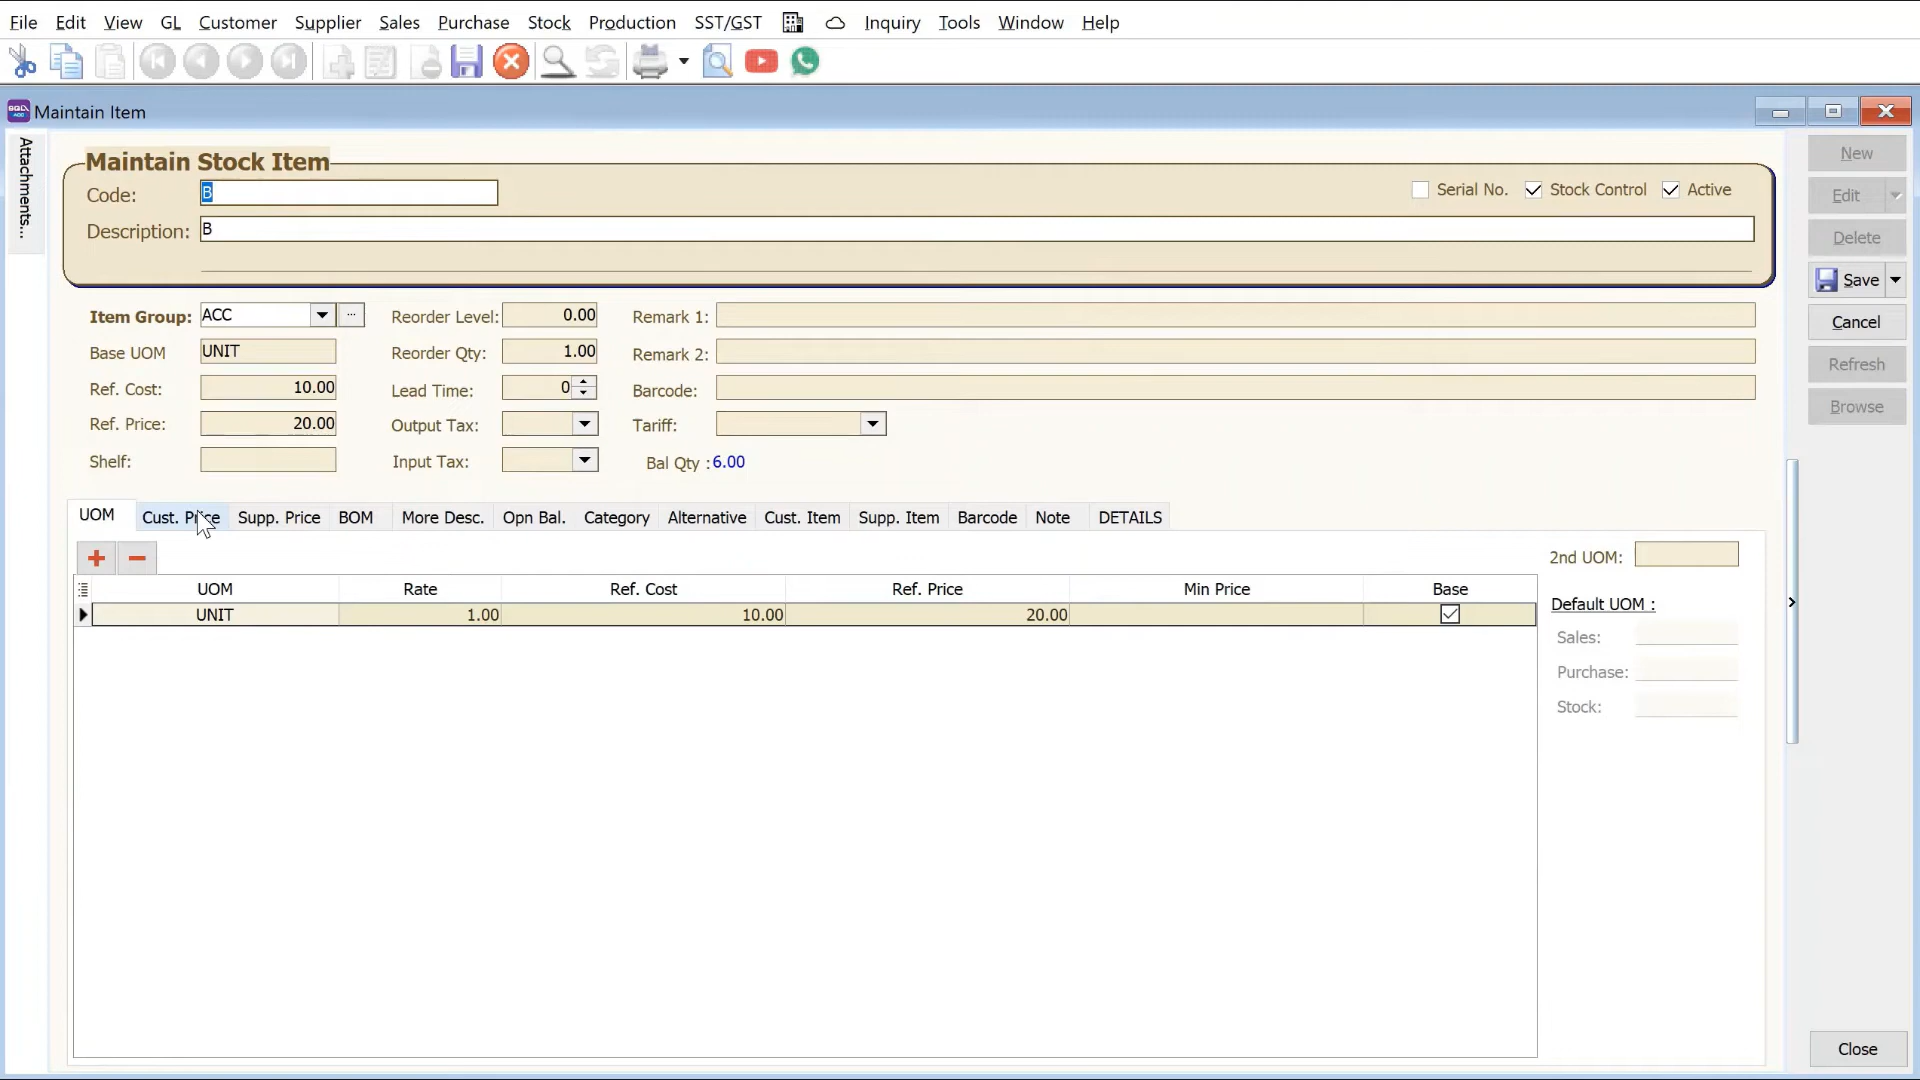 File Edit View GL Customer Supplier Sales Purchase Stock Production SST/GST Inquiry Tools Window Help
Maintain Item
Attachments...
Maintain Stock Item
Code: B
Serial No. Stock Control Active
Description: B
New
Edit
Delete
Save
Cancel
Refresh
Browse
Item Group: ACC Reorder Level: 0.00 Remark 1:
Base UOM UNIT Reorder Qty: 1.00 Remark 2:
Ref. Cost: 10.00 Lead Time: 0 Barcode:
Ref. Price: 20.00 Output Tax: Tariff:
Shelf: Input Tax: Bal Qty :6.00
UOM Cust. Price Supp. Price BOM More Desc. Opn Bal. Category Alternative Cust. Item Supp. Item Barcode Note DETAILS
2nd UOM:
UOM Rate Ref. Cost Ref. Price Min Price Base
UNIT 1.00 10.00 20.00
Default UOM :
Sales:
Purchase:
Stock:
Close